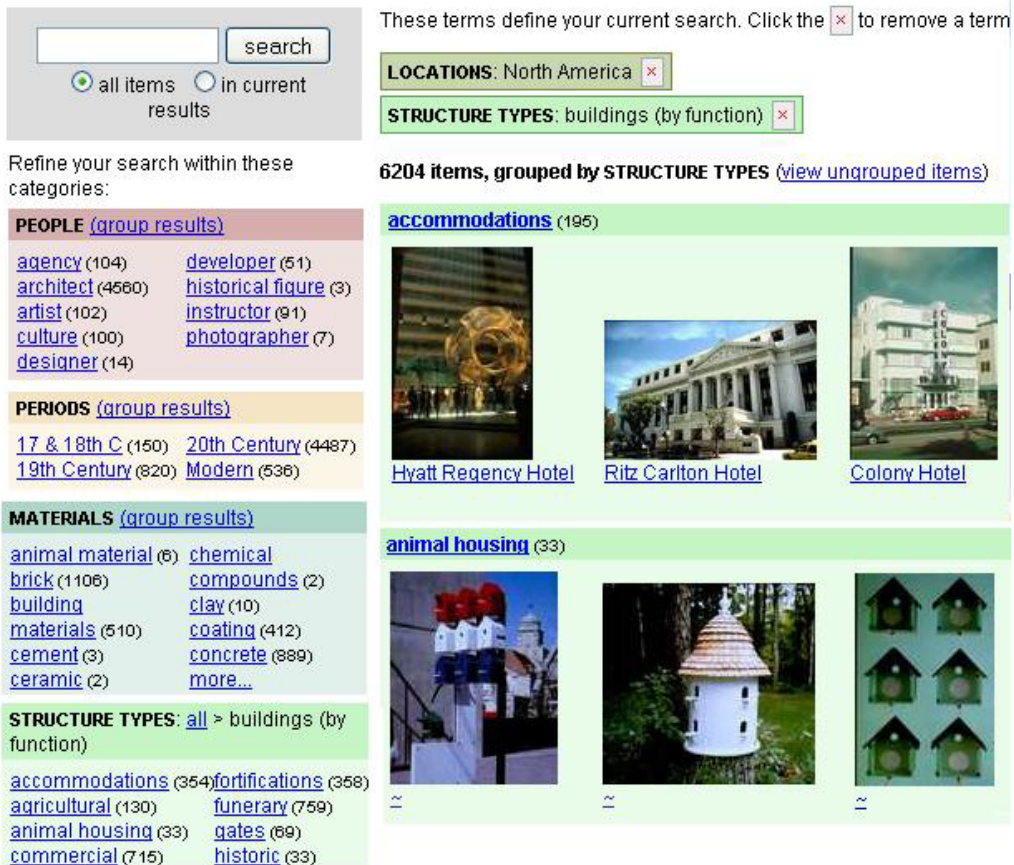 search
all items in current
results
Refine your search within these
categories:
PEOPLE (group results)
agency (104) developer (51)
architect (4560) historical figure (3)
artist (102) instructor (91)
culture (100) photographer (7)
designer (14)
PERIODS (group results)
17 & 18th C (150) 20th Century (4487)
19th Century (820) Modern (536)
MATERIALS (group results)
animal material (6) chemical
brick (1106) compounds (2)
building clay (10)
materials (510) coating (412)
cement (3) concrete (889)
ceramic (2) more...
STRUCTURE TYPES: all > buildings (by
function)
accommodations (354) fortifications (358)
agricultural (130) funerary (759)
animal housing (33) gates (69)
commercial (715) historic (33)
These terms define your current search. Click the × to remove a term
LOCATIONS: North America ×
STRUCTURE TYPES: buildings (by function) ×
6204 items, grouped by STRUCTURE TYPES (view ungrouped items)
accommodations (195)
COLONY
Hyatt Regency Hotel Ritz Carlton Hotel Colony Hotel
animal housing (33)
~ ~ ~